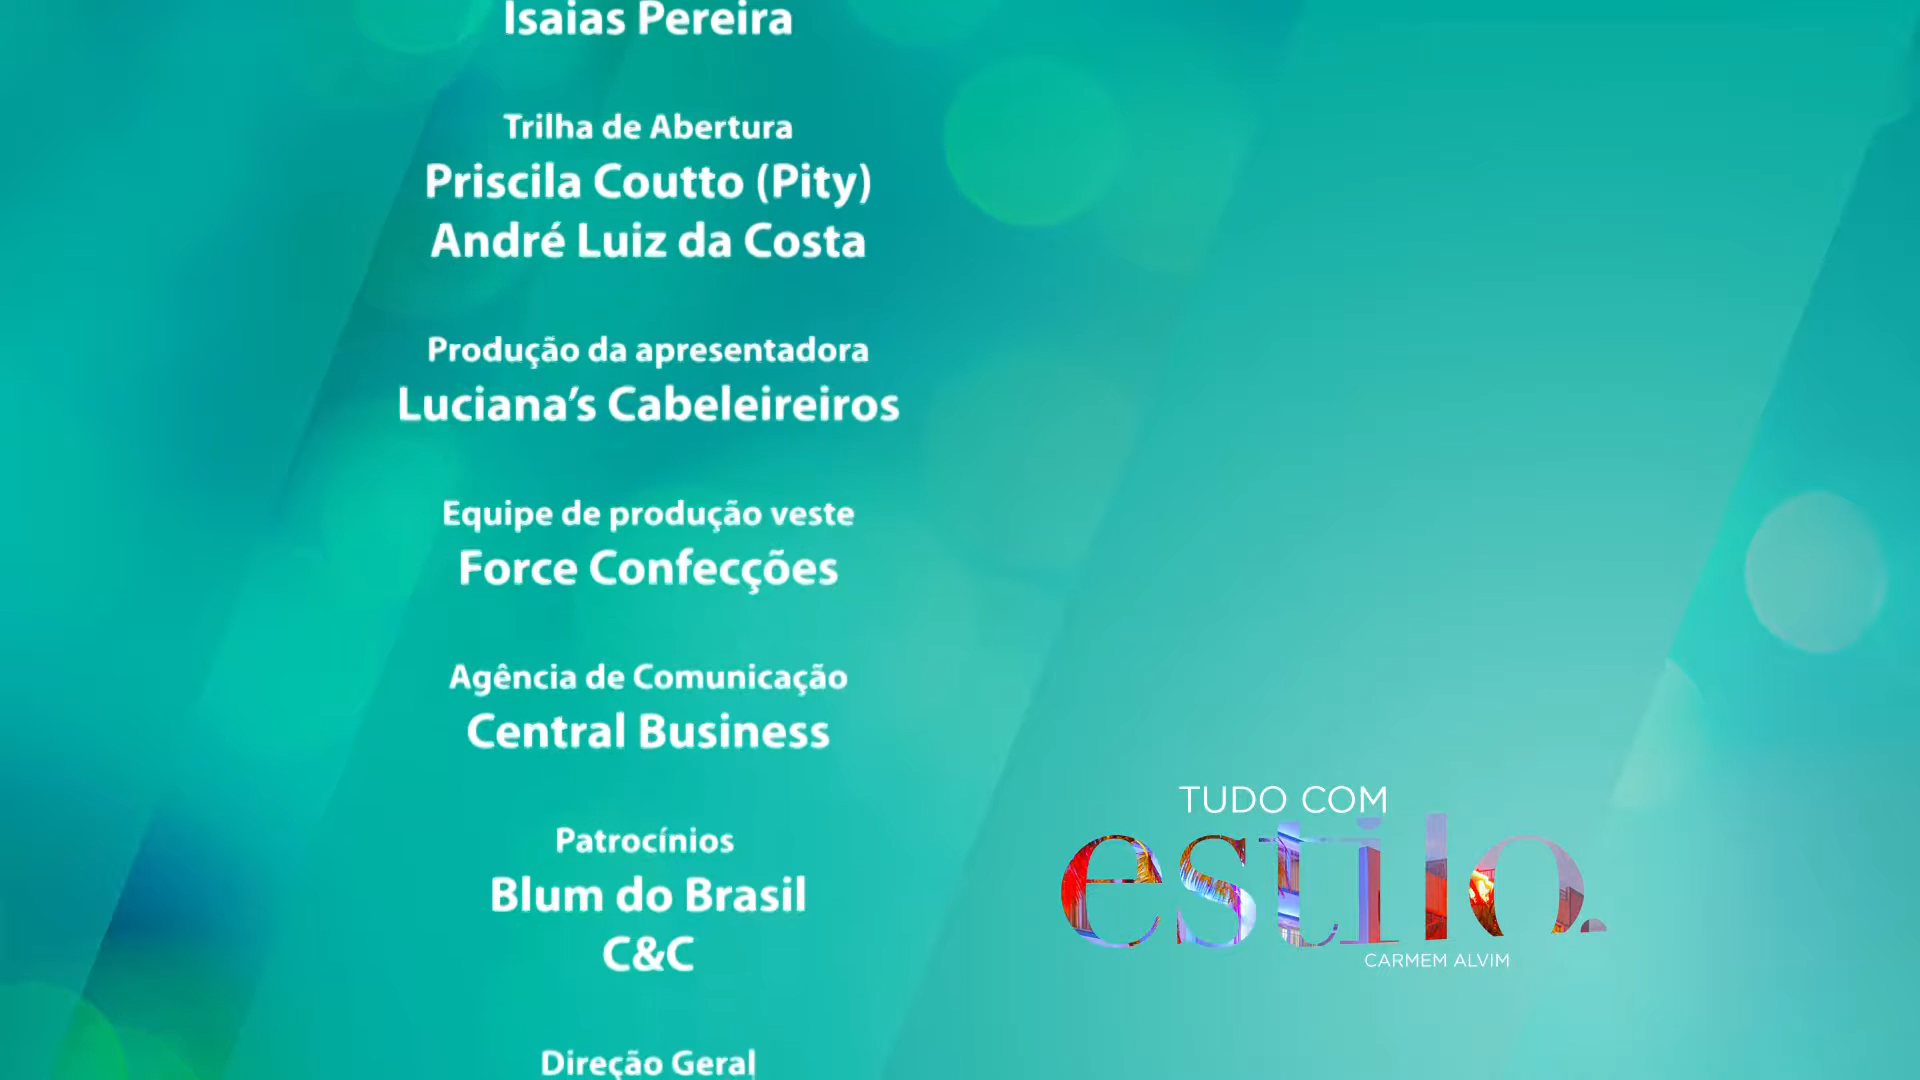 Isaias Pereira
Trilha de Abertura
Priscila Coutto (Pity)
André Luiz da Costa
Produção da apresentadora
Luciana’s Cabeleireiros
Equipe de produção veste
Force Confecções
Agência de Comunicação
Central Business
Patrocínios
Blum do Brasil
C&C
Direção Geral
TUDO COM
estilo.
CARMEM ALVIM